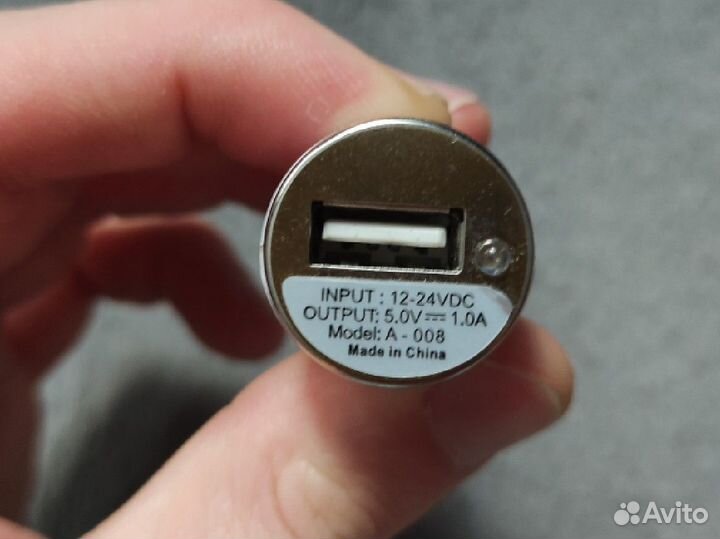 INPUT : 12-24VDC
OUTPUT: 5.0V⎓1.0A
Model: A - 008
Made in China
Avito